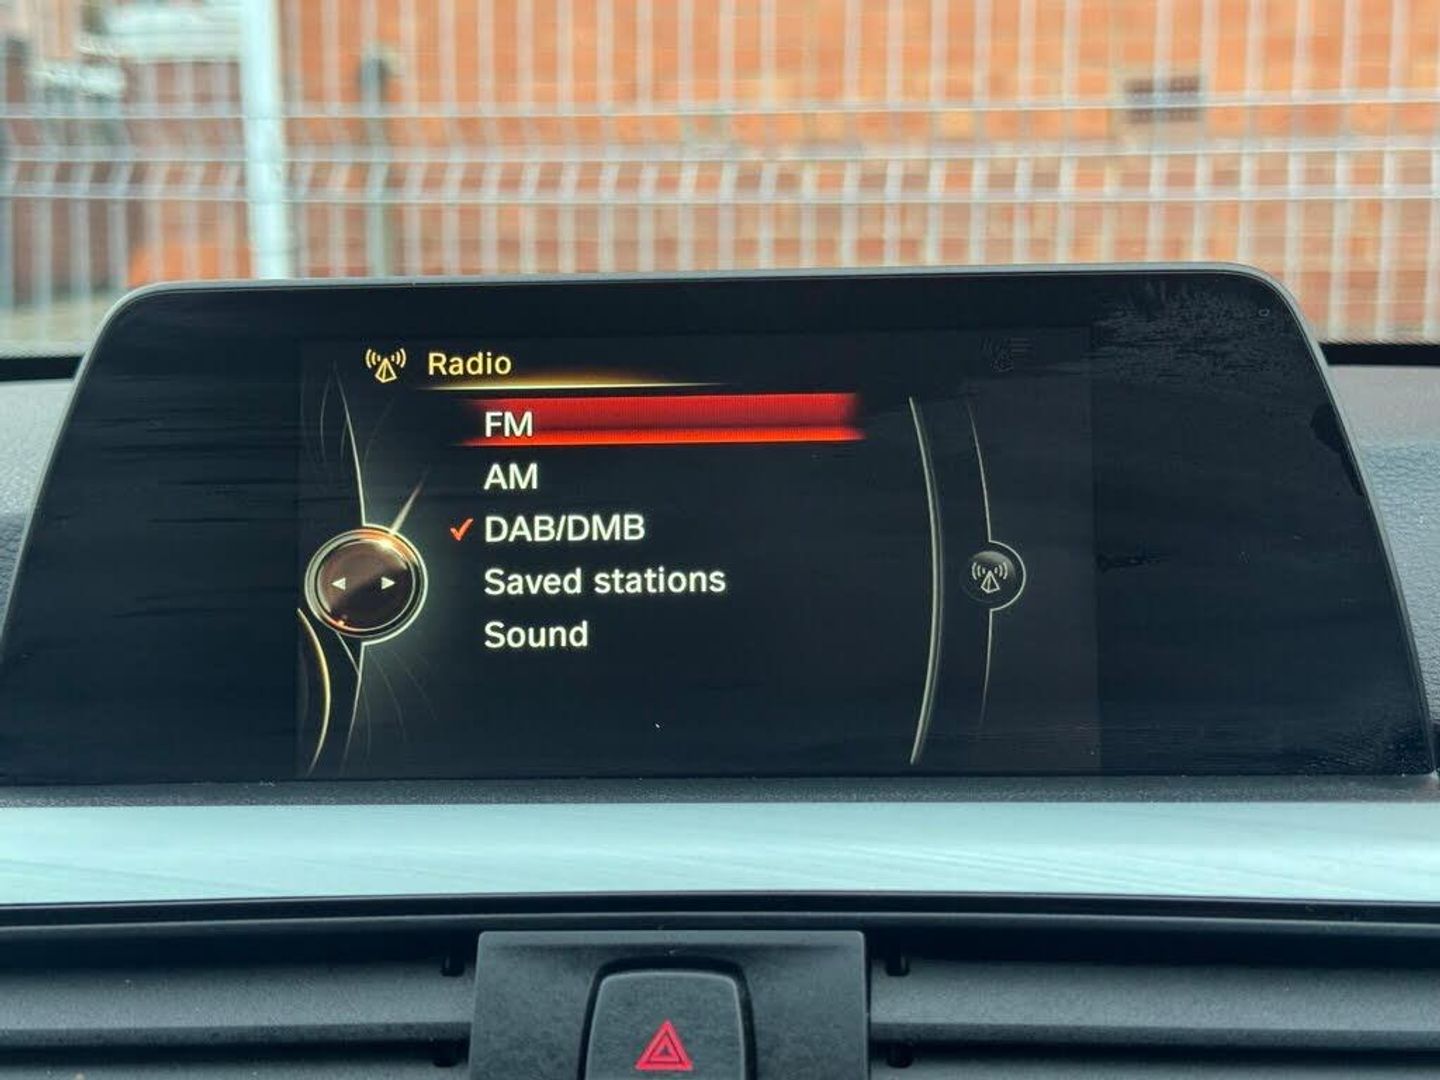 Radio
FM
AM
DAB/DMB
Saved stations
Sound